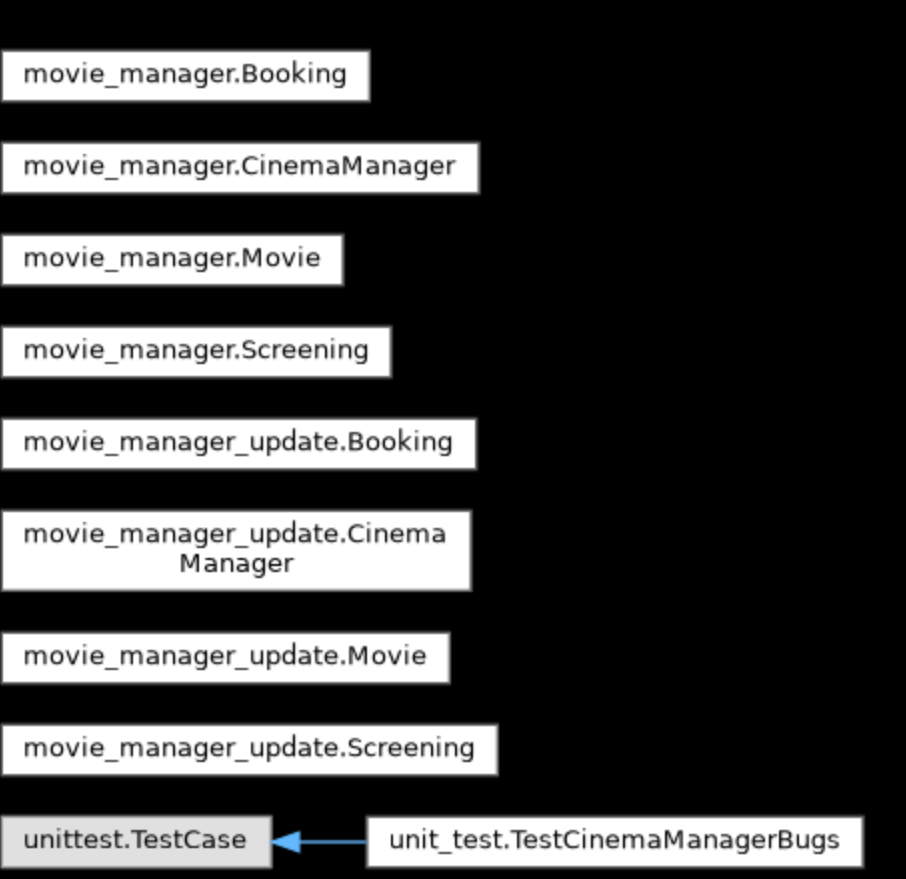 movie_manager.Booking
movie_manager.CinemaManager
movie_manager.Movie
movie_manager.Screening
movie_manager_update.Booking
movie_manager_update.Cinema
Manager
movie_manager_update.Movie
movie_manager_update.Screening
unittest.TestCase
unit_test.TestCinemaManagerBugs